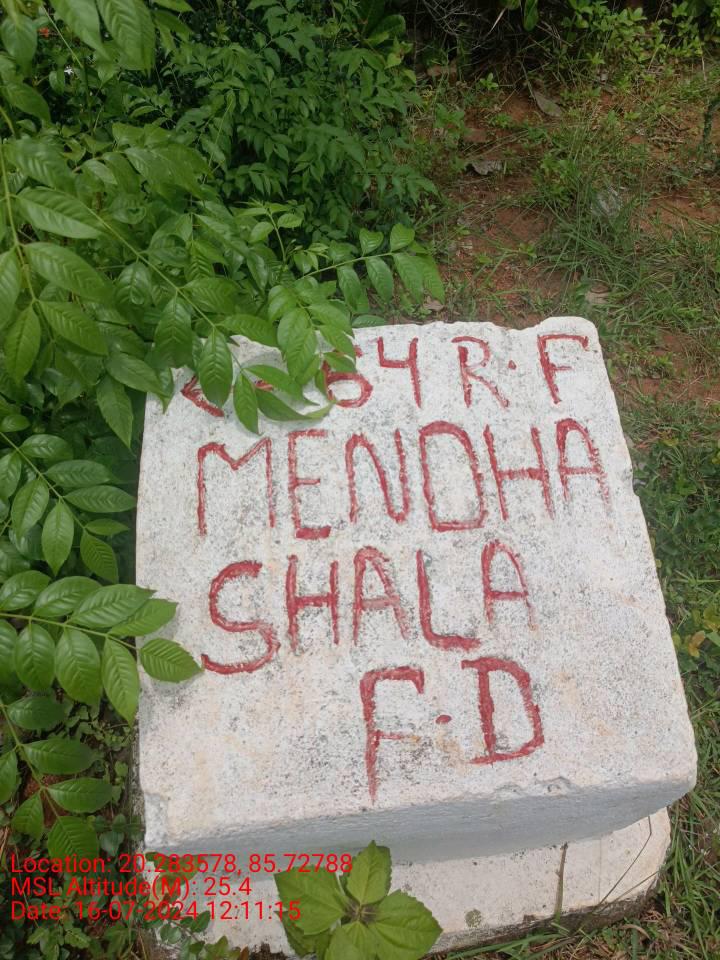 64 R.F
MENDHA
SHALA
F.D
Location: 20.283578, 85.72788
MSL Altitude(M): 25.4
Date: 16-07-2024 12:11:15